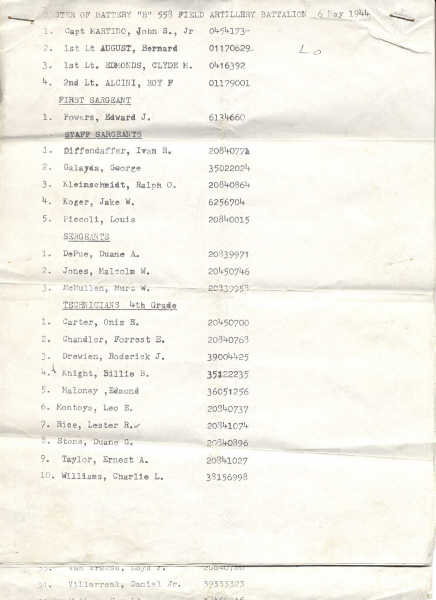 ROSTER OF BATTERY "B" 558 FIELD ARTILLERY BATTALION 6 May 1944
1. Capt MARTINO, John S., Jr 0454173
2. 1st Lt AUGUST, Bernard 01170629
3. 1st Lt. EDMONDS, CLYDE M. 0416392
4. 2nd Lt. ALCINI, ROY F 01179001
FIRST SARGEANT
1. Powers, Edward J. 6134660
STAFF SARGEANTS
1. Diffendaffer, Ivan R. 20840774
2. Galayda, George 35022024
3. Kleinschmidt, Ralph O. 20840864
4. Koger, Jake W. 6256704
5. Piccoli, Louis 20840015
SERGEANTS
1. DePue, Duane A. 20839971
2. Jones, Malcolm W. 20450746
3. McMullen, W. 20839958
TECHNICIANS 4th Grade
1. Carter, Onis H. 20450700
2. Chandler, Forrest E. 20840763
3. Drewien, Roderick J. 39004425
4. Knight, Billie B. 35122235
5. Maloney ,Edmond 36051256
6. Montoya, Leo E. 20840737
7. Rice, Lester R. 20841074
8. Stone, Duane G. 20840896
9. Taylor, Ernest A. 20841027
10. Williams, Charlie L. 38156998
Villarreal, Daniel Jr. 39333323